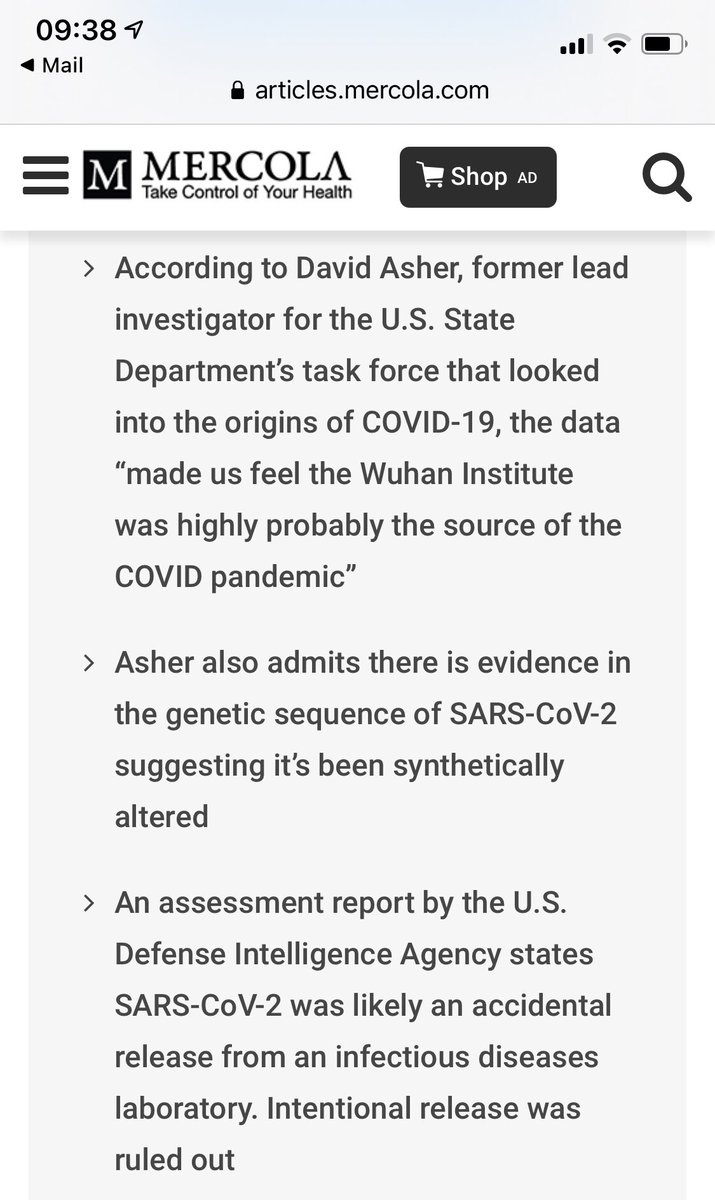 09:38
◀ Mail
articles.mercola.com
M MERCOLA
Take Control of Your Health
Shop AD
> According to David Asher, former lead
investigator for the U.S. State
Department’s task force that looked
into the origins of COVID-19, the data
“made us feel the Wuhan Institute
was highly probably the source of the
COVID pandemic”
> Asher also admits there is evidence in
the genetic sequence of SARS-CoV-2
suggesting it’s been synthetically
altered
> An assessment report by the U.S.
Defense Intelligence Agency states
SARS-CoV-2 was likely an accidental
release from an infectious diseases
laboratory. Intentional release was
ruled out